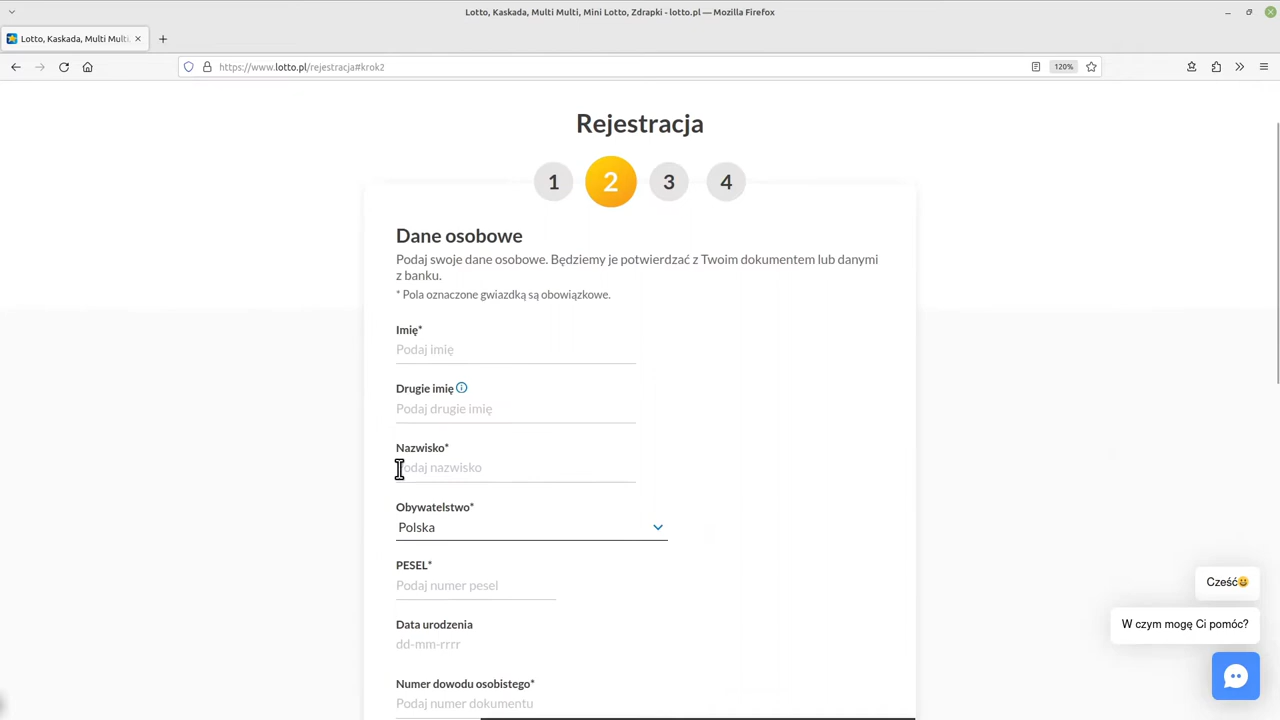 Lotto, Kaskada, Multi Multi, Mini Lotto, Zdrapki - lotto.pl — Mozilla Firefox
Lotto, Kaskada, Multi Multi,
https://www.lotto.pl/rejestracja#krok2
120%
Rejestracja
1 2 3 4
Dane osobowe
Podaj swoje dane osobowe. Będziemy je potwierdzać z Twoim dokumentem lub danymi
z banku.
* Pola oznaczone gwiazdką są obowiązkowe.
Imię*
Podaj imię
Drugie imię
Podaj drugie imię
Nazwisko*
Podaj nazwisko
Obywatelstwo*
Polska
PESEL*
Podaj numer pesel
Data urodzenia
dd-mm-rrrr
Numer dowodu osobistego*
Podaj numer dokumentu
Cześć😀
W czym mogę Ci pomóc?